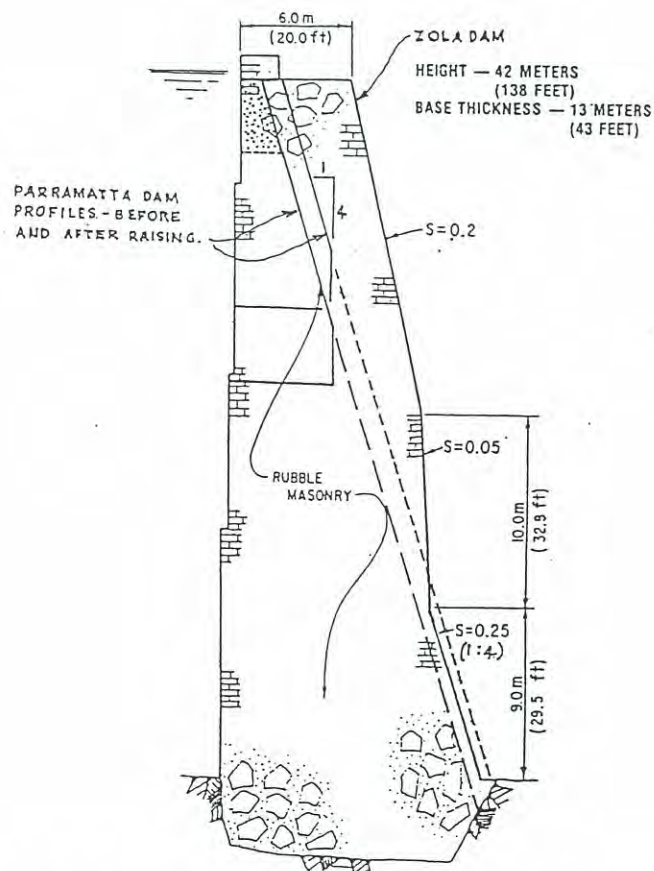 6.0m
(20.0 ft)
ZOLA DAM
HEIGHT — 42 METERS
(138 FEET)
BASE THICKNESS — 13 METERS
(43 FEET)
1
4
PARRAMATTA DAM
PROFILES.-BEFORE
AND AFTER RAISING.
S=0.2
S=0.05
RUBBLE
MASONRY
10.0m
(32.8 ft)
S=0.25
(1:4)
9.0m
(29.5 ft)